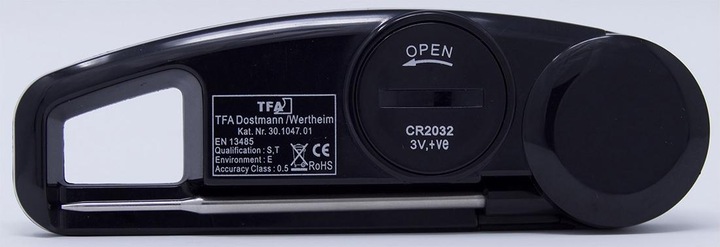 TFA
TFA Dostmann/Wertheim
Kat. Nr. 30.1047.01
EN 13485
Qualification : S,T
Environment : E
Accuracy Class : 0.5
CE
RoHS
OPEN
CR2032
3V,+ve